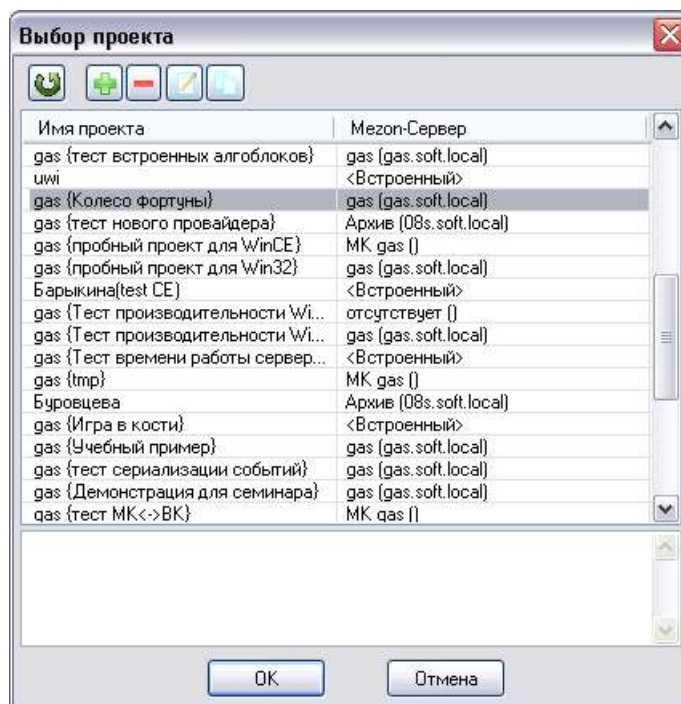 Выбор проекта
Имя проекта Mezon-Сервер
gas {тест встроенных алгоблоков} gas (gas.soft.local)
uwi <Встроенный>
gas {Колесо фортуны} gas (gas.soft.local)
gas {тест нового провайдера} Архив (08s.soft.local)
gas {пробный проект для WinCE} МК gas ()
gas {пробный проект для Win32} gas (gas.soft.local)
Барыкина(test CE) <Встроенный>
gas {Тест производительности Wi... отсутствует ()
gas {Тест производительности Wi... gas (gas.soft.local)
gas {Тест времени работы сервер... <Встроенный>
gas {tmp} МК gas ()
Буровцева Архив (08s.soft.local)
gas {Игра в кости} <Встроенный>
gas {Учебный пример} gas (gas.soft.local)
gas {тест сериализации событий} gas (gas.soft.local)
gas {Демонстрация для семинара} gas (gas.soft.local)
gas {тест МК<->ВК} МК gas ()
OK Отмена